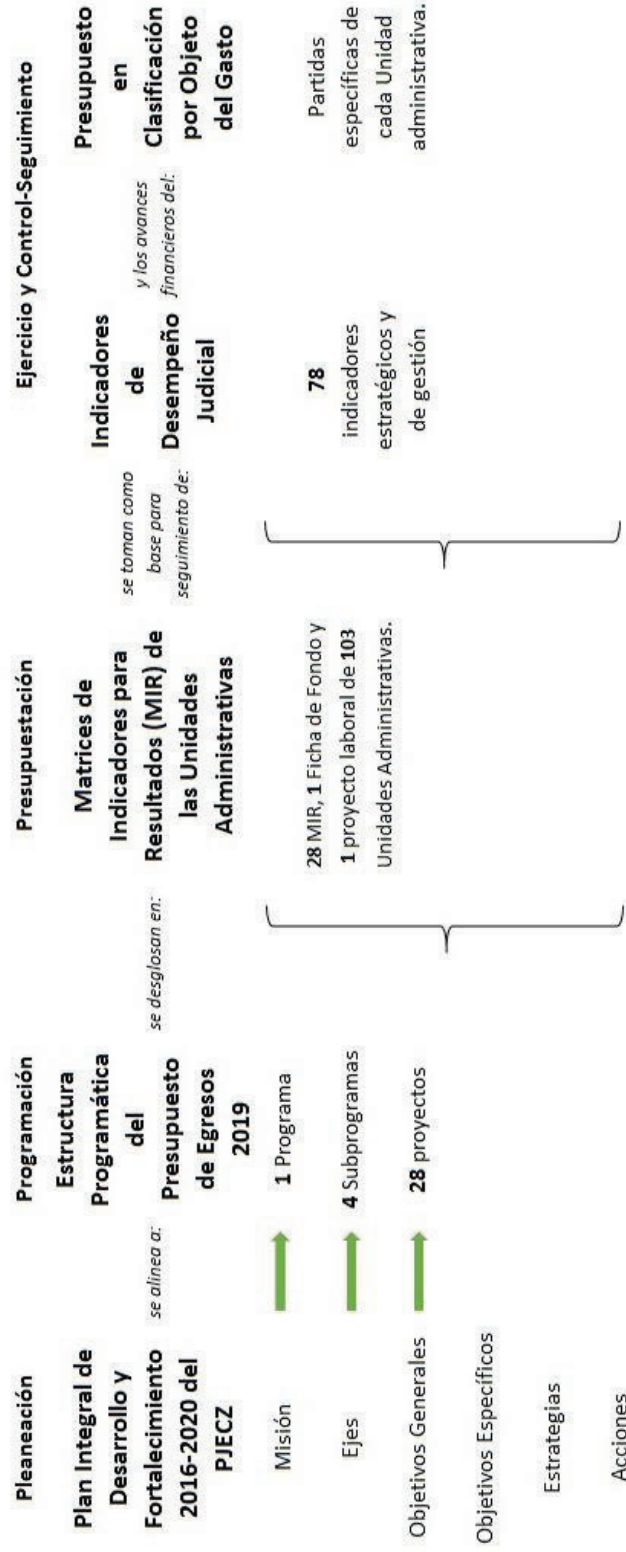 Pleaneación
Plan Integral de
Desarrollo y
Fortalecimiento
2016-2020 del
PJECZ
Misión
Ejes
Objetivos Generales
Objetivos Específicos
Estrategias
Acciones
se alinea a:
Programación
Estructura
Programática
del
Presupuesto
de Egresos
2019
1 Programa
4 Subprogramas
28 proyectos
se desglosan en:
Presupuestación
Matrices de
Indicadores para
Resultados (MIR) de
las Unidades
Administrativas
28 MIR, 1 Ficha de Fondo y
1 proyecto laboral de 103
Unidades Administrativas.
se toman como
base para
seguimiento de:
Ejercicio y Control-Seguimiento
Indicadores
de
Desempeño
Judicial
78
indicadores
estratégicos y
de gestión
y los avances
financieros del:
Presupuesto
en
Clasificación
por Objeto
del Gasto
Partidas
específicas de
cada Unidad
administrativa.